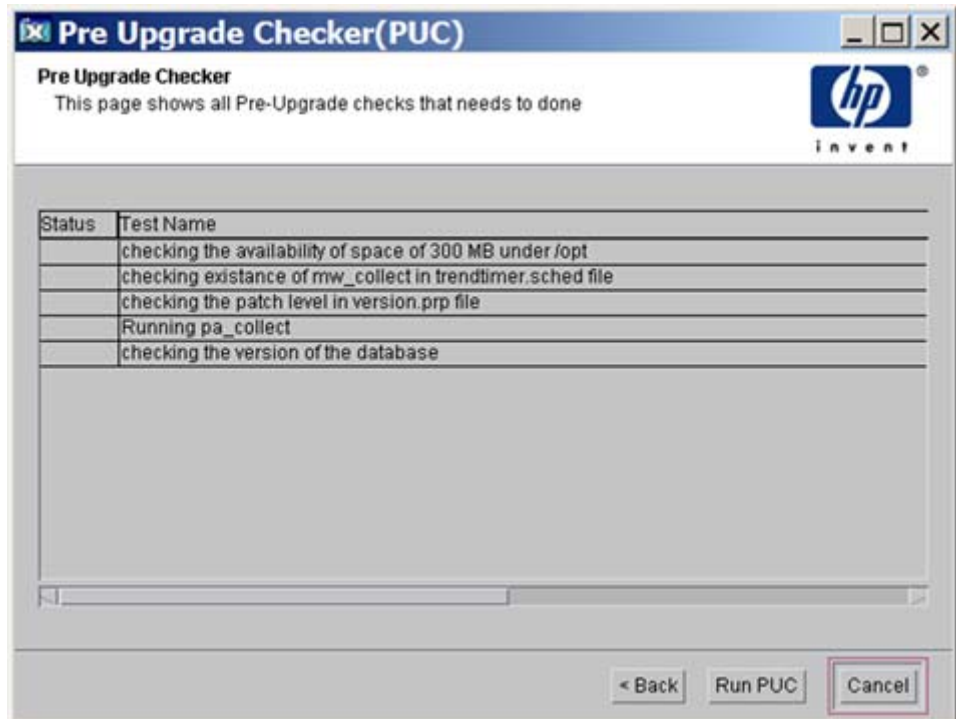 Pre Upgrade Checker(PUC)
Pre Upgrade Checker
This page shows all Pre-Upgrade checks that needs to done
hp
®
invent
Status Test Name
checking the availability of space of 300 MB under /opt
checking existance of mw_collect in trendtimer.sched file
checking the patch level in version.prp file
Running pa_collect
checking the version of the database
< Back Run PUC Cancel